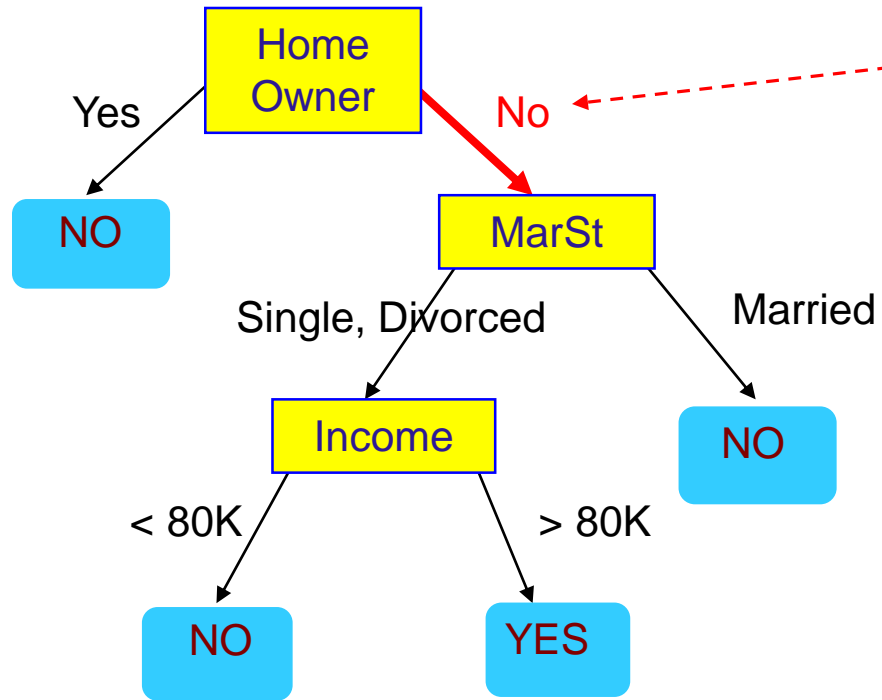 Home
Owner
Yes
No
NO
MarSt
Single, Divorced
Married
Income
NO
< 80K
> 80K
NO
YES